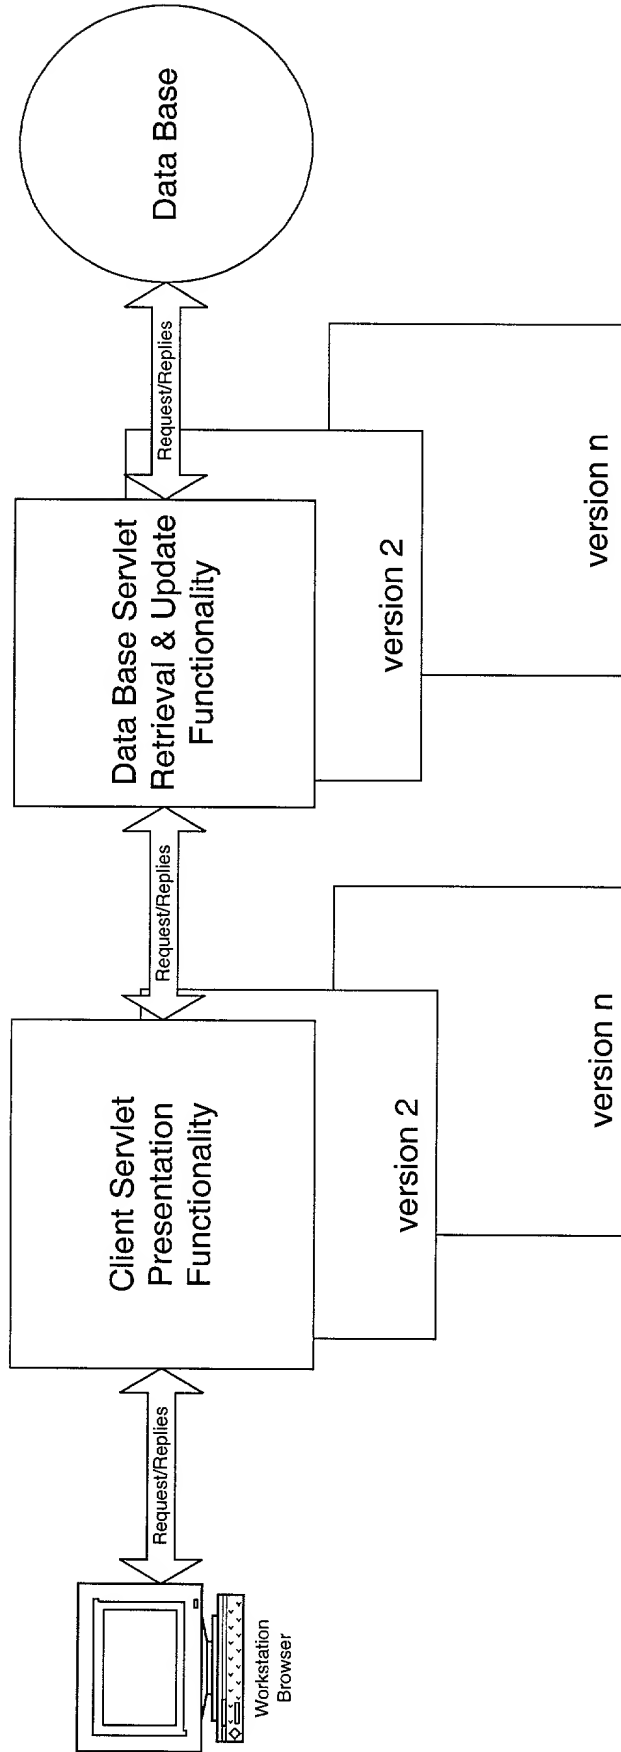 Workstation
Browser
Request/Replies
Client Servlet
Presentation
Functionality
version 2
version n
Request/Replies
Data Base Servlet
Retrieval & Update
Functionality
version 2
version n
Request/Replies
Data Base